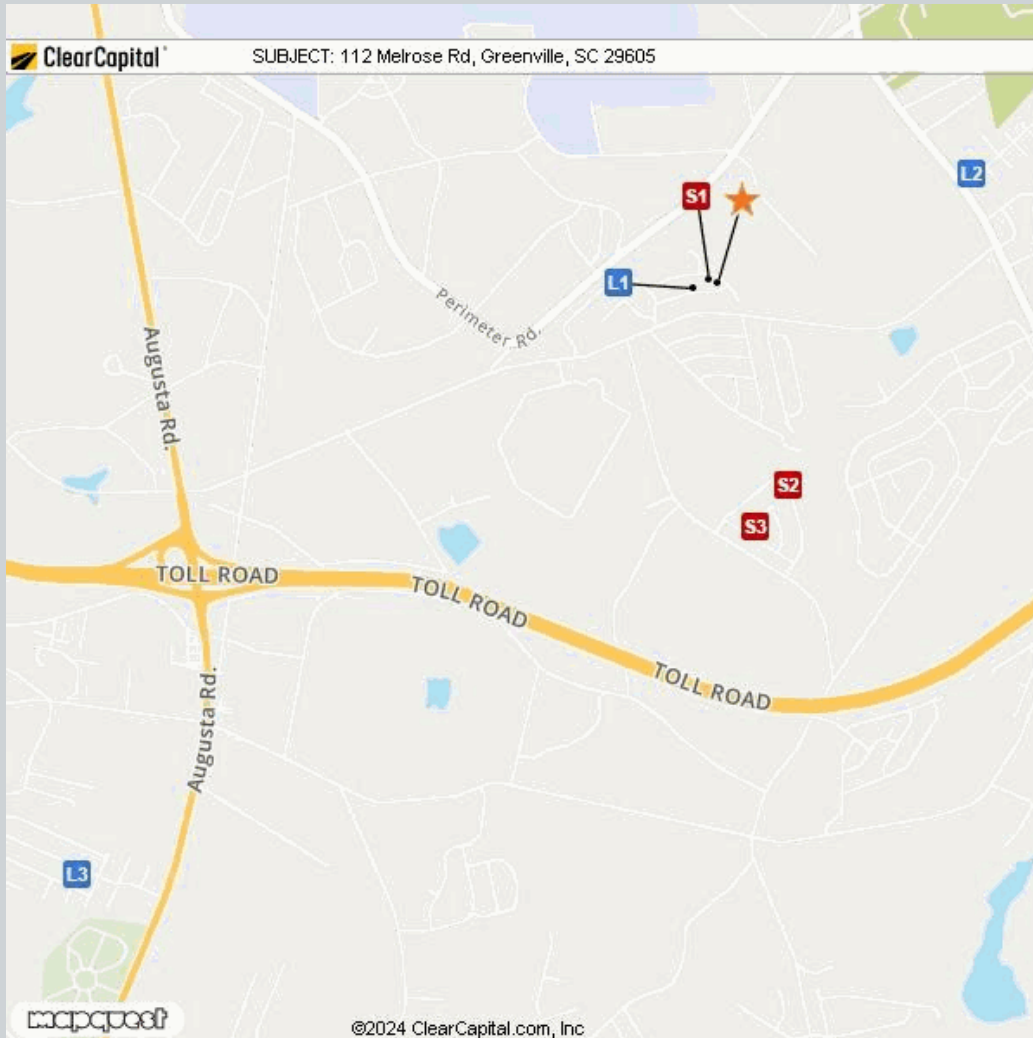 ClearCapital
SUBJECT: 112 Melrose Rd, Greenville, SC 29605
L2
S1
L1
Perimeter Rd.
Augusta Rd.
S2
S3
TOLL ROAD
TOLL ROAD
TOLL ROAD
Augusta Rd.
L3
mapquest
©2024 ClearCapital.com, Inc